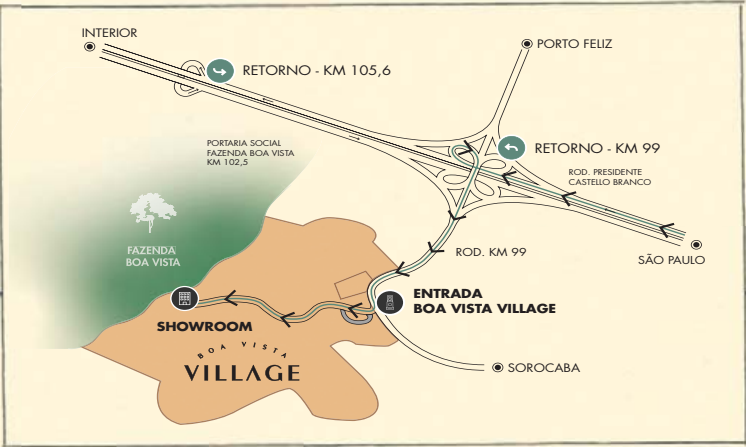 INTERIOR
PORTO FELIZ
RETORNO - KM 105,6
PORTARIA SOCIAL
FAZENDA BOA VISTA
KM 102,5
RETORNO - KM 99
ROD. PRESIDENTE
CASTELLO BRANCO
FAZENDA
BOA VISTA
ROD. KM 99
SÃO PAULO
ENTRADA
BOA VISTA VILLAGE
SHOWROOM
BOA VISTA
VILLAGE
SOROCABA